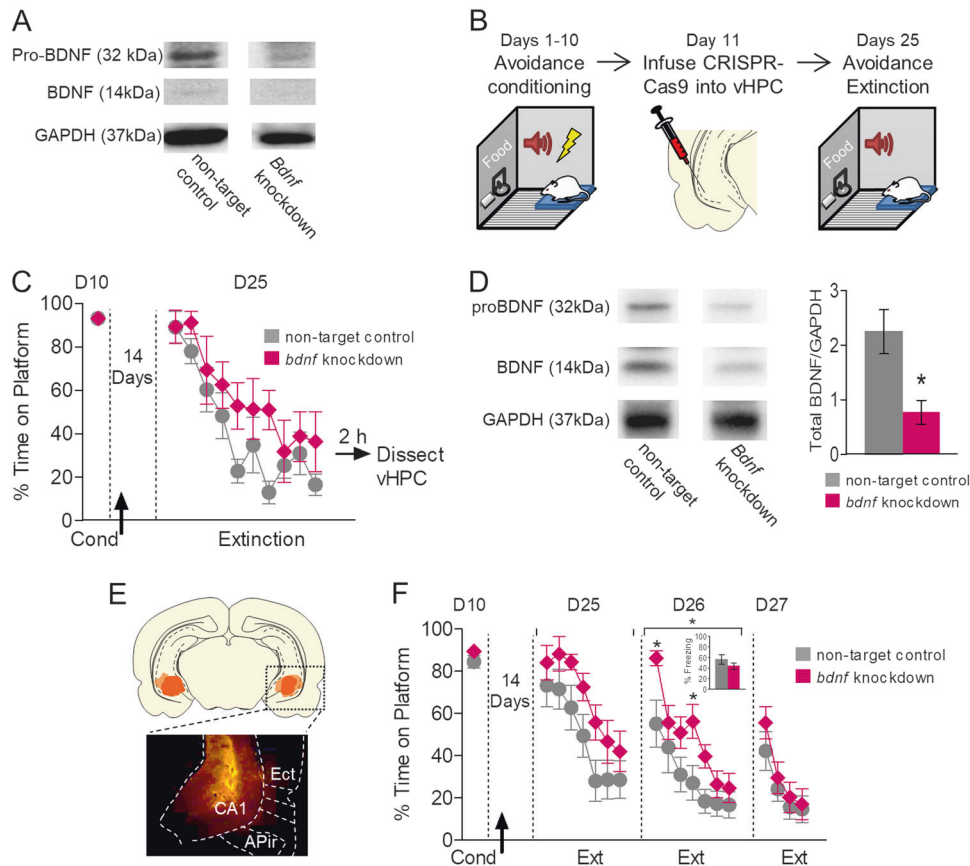 A
Pro-BDNF (32 kDa)
BDNF (14kDa)
GAPDH (37kDa)
non-target
control
Bdnf
knockdown
B
Days 1-10
Avoidance
conditioning
Day 11
Infuse CRISPR-
Cas9 into vHPC
Days 25
Avoidance
Extinction
Food
Food
C
D10
D25
% Time on Platform
100
80
60
40
20
0
14
Days
non-target control
bdnf knockdown
2 h
Dissect
vHPC
Cond
Extinction
D
proBDNF (32kDa)
BDNF (14kDa)
GAPDH (37kDa)
non-target
control
Bdnf
knockdown
Total BDNF/GAPDH
3
2
1
0
*
non-target control
bdnf knockdown
E
Ect
CA1
APir
F
D10
D25
D26
D27
% Time on Platform
100
80
60
40
20
0
14
Days
*
*
*
% Freezing
100
50
0
non-target control
bdnf knockdown
Cond
Ext
Ext
Ext